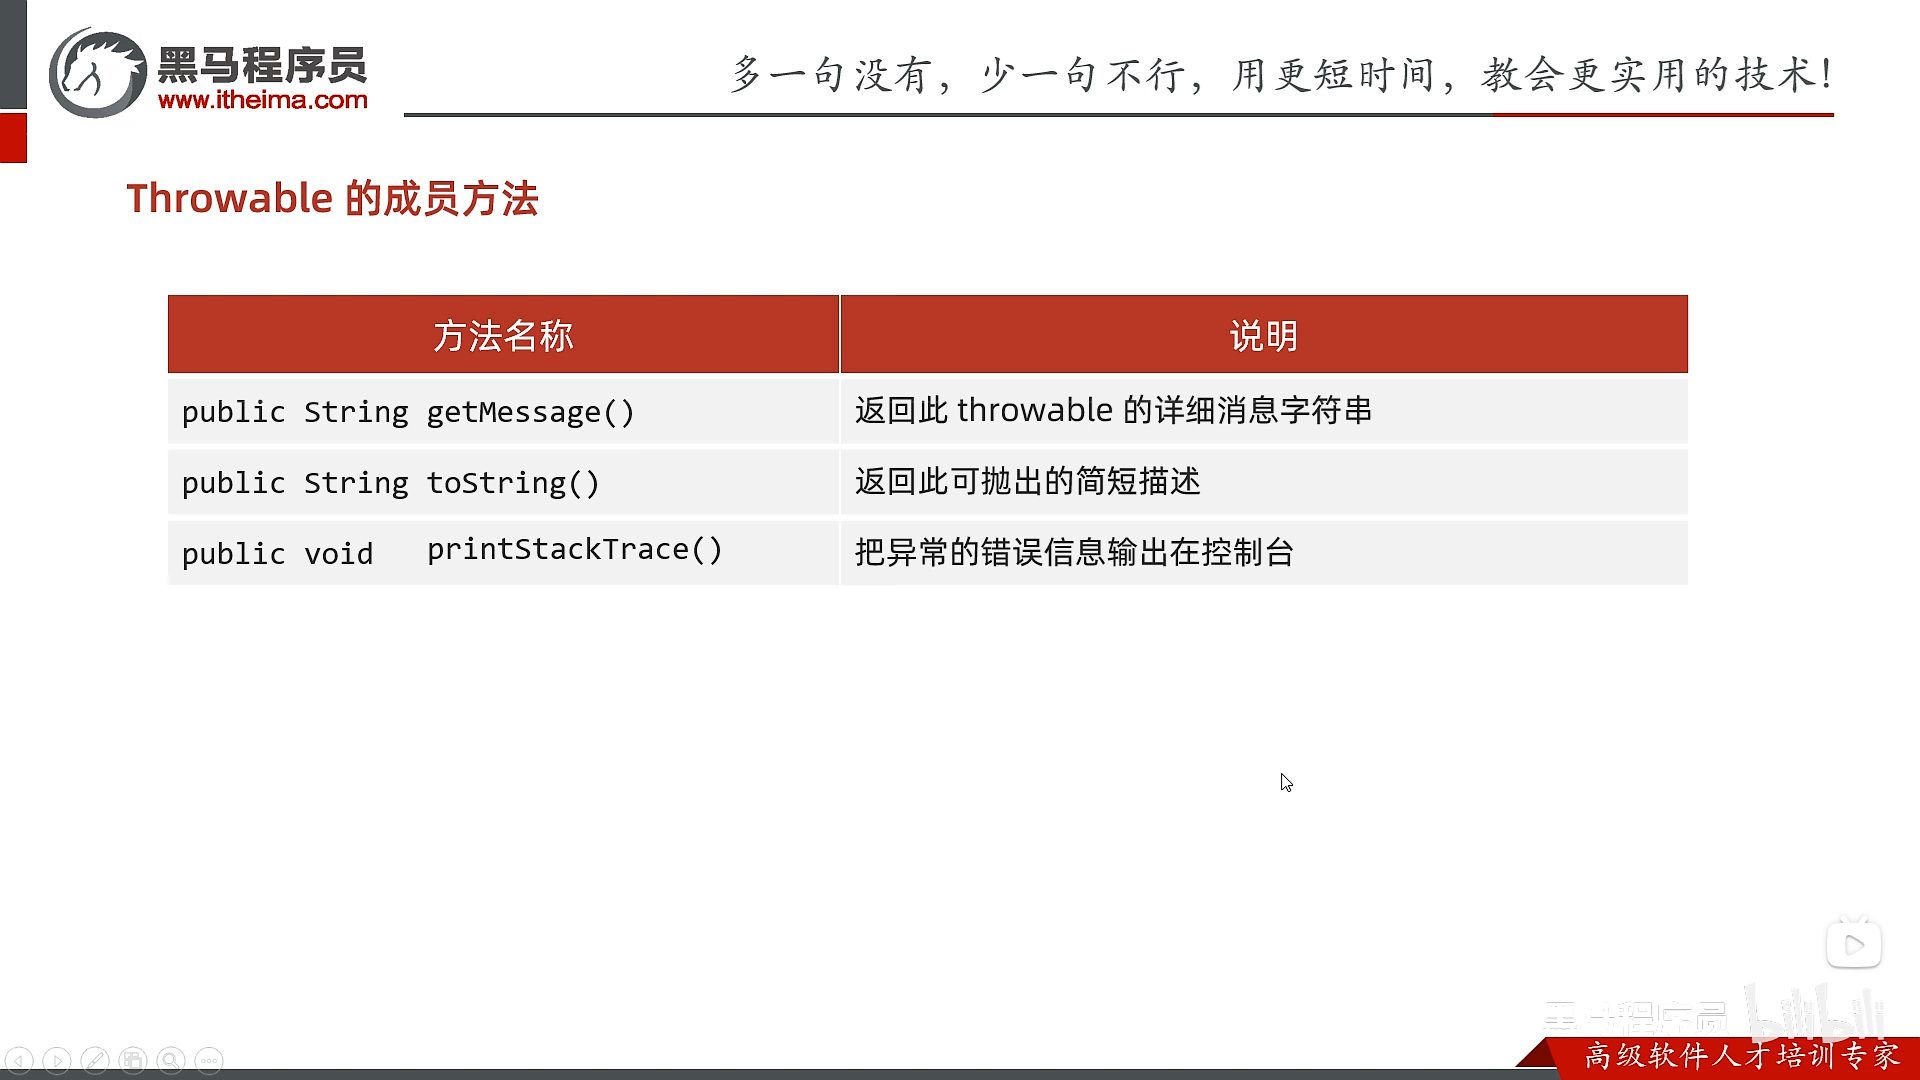 黑马程序员
www.itheima.com
多一句没有，少一句不行，用更短时间，教会更实用的技术！
Throwable 的成员方法
方法名称 说明
public String getMessage() 返回此 throwable 的详细消息字符串
public String toString() 返回此可抛出的简短描述
public void printStackTrace() 把异常的错误信息输出在控制台
黑马程序员 bilibili
高级软件人才培训专家